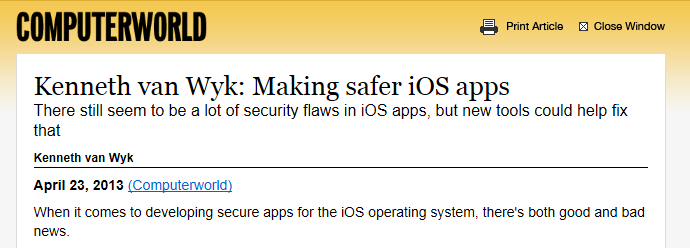 COMPUTERWORLD
Print Article
Close Window
Kenneth van Wyk: Making safer iOS apps
There still seem to be a lot of security flaws in iOS apps, but new tools could help fix
that
Kenneth van Wyk
April 23, 2013 (Computerworld)
When it comes to developing secure apps for the iOS operating system, there's both good and bad
news.